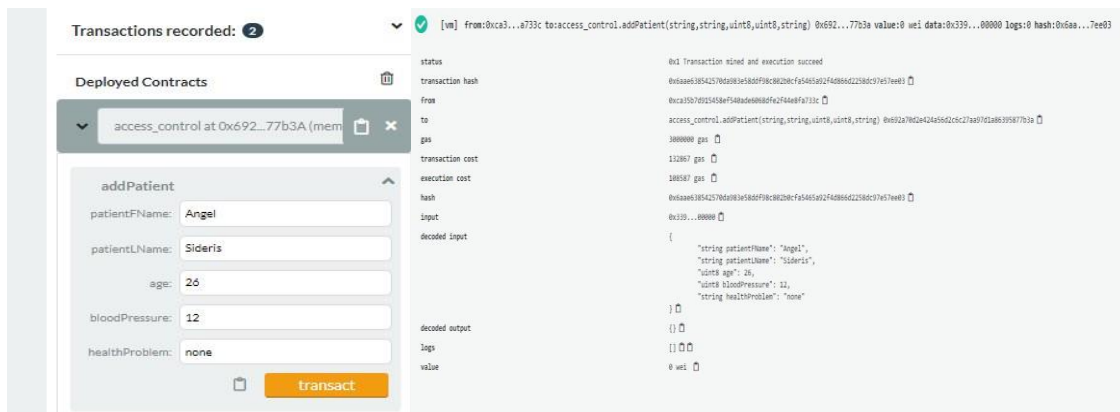 Transactions recorded: 2
Deployed Contracts
access_control at 0x692...77b3A (mem
addPatient
patientFName: Angel
patientLName: Sideris
age: 26
bloodPressure: 12
healthProblem: none
transact
[vm] from:0xca3...a733c to:access_control.addPatient(string,string,uint8,uint8,string) 0x692...77b3a value:0 wei data:0x339...00000 logs:0 hash:0x6aa...7ee03
status 0x1 Transaction mined and execution succeed
transaction hash
from
to access_control.addPatient(string,string,uint8,uint8,string)
gas 3000000 gas
transaction cost 132867 gas
execution cost 108587 gas
hash
input 0x339...00000
decoded input {
"string patientFName": "Angel",
"string patientLName": "Sideris",
"uint8 age": 26,
"uint8 bloodPressure": 12,
"string healthProblem": "none"
}
decoded output {}
logs []
value 0 wei